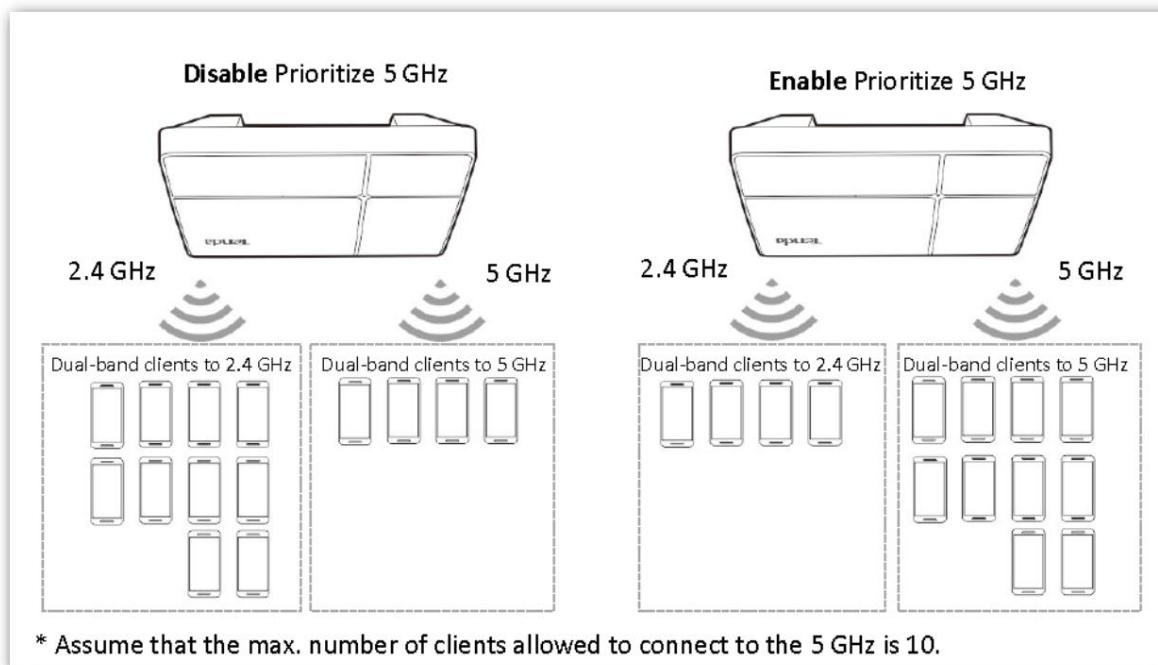 Disable Prioritize 5 GHz
Enable Prioritize 5 GHz
Tenda
Tenda
2.4 GHz
5 GHz
2.4 GHz
5 GHz
Dual-band clients to 2.4 GHz
Dual-band clients to 5 GHz
Dual-band clients to 2.4 GHz
Dual-band clients to 5 GHz
* Assume that the max. number of clients allowed to connect to the 5 GHz is 10.